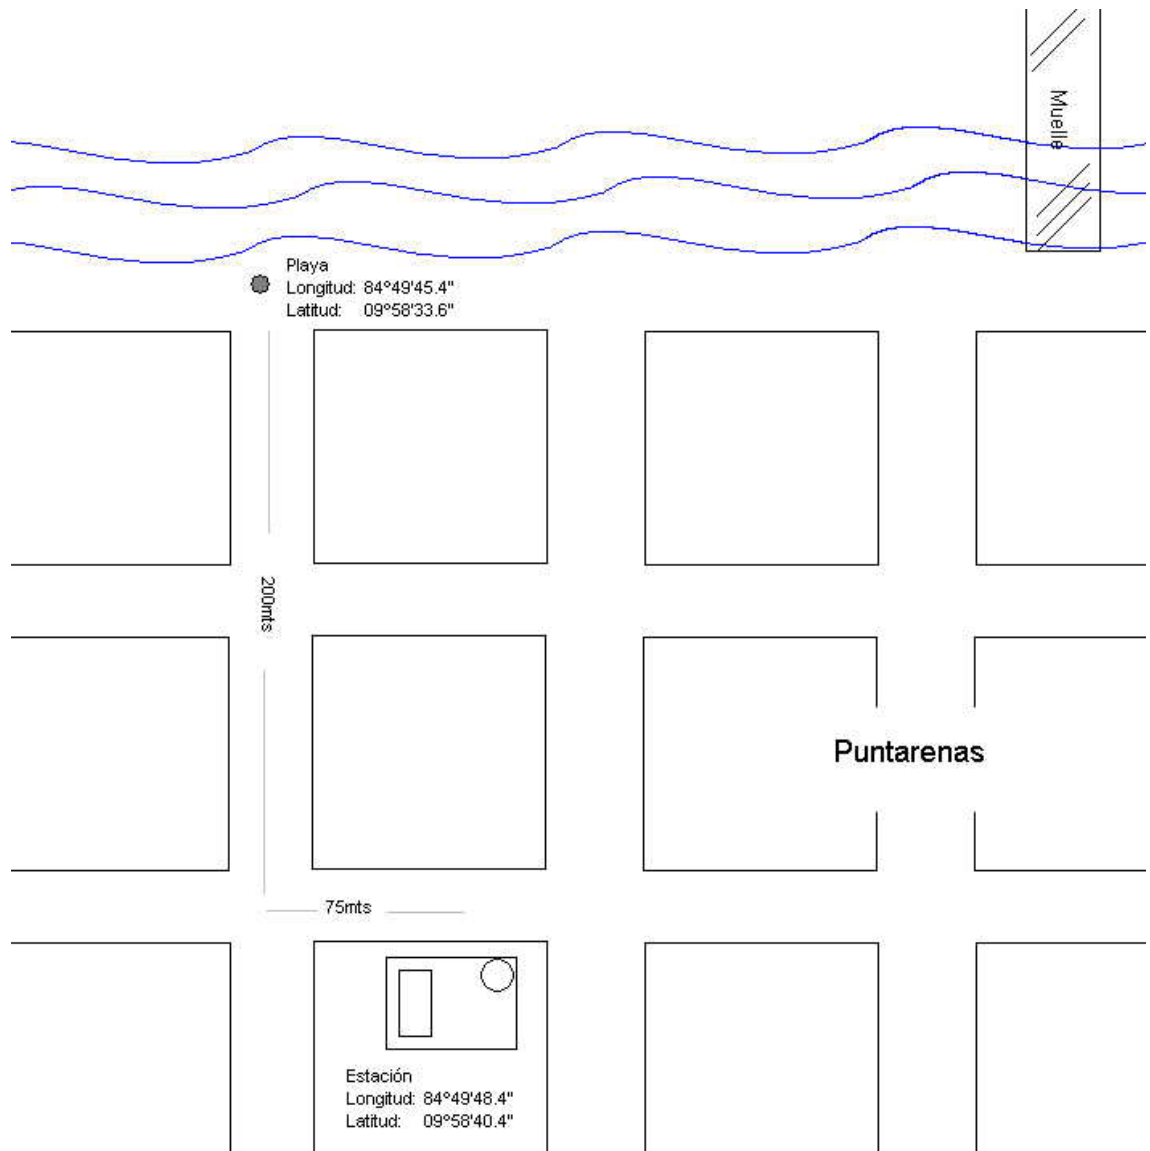 Muelle
Playa
Longitud: 84°49'45.4"
Latitud: 09°58'33.6"
200mts
Puntarenas
75mts
Estación
Longitud: 84°49'48.4"
Latitud: 09°58'40.4"